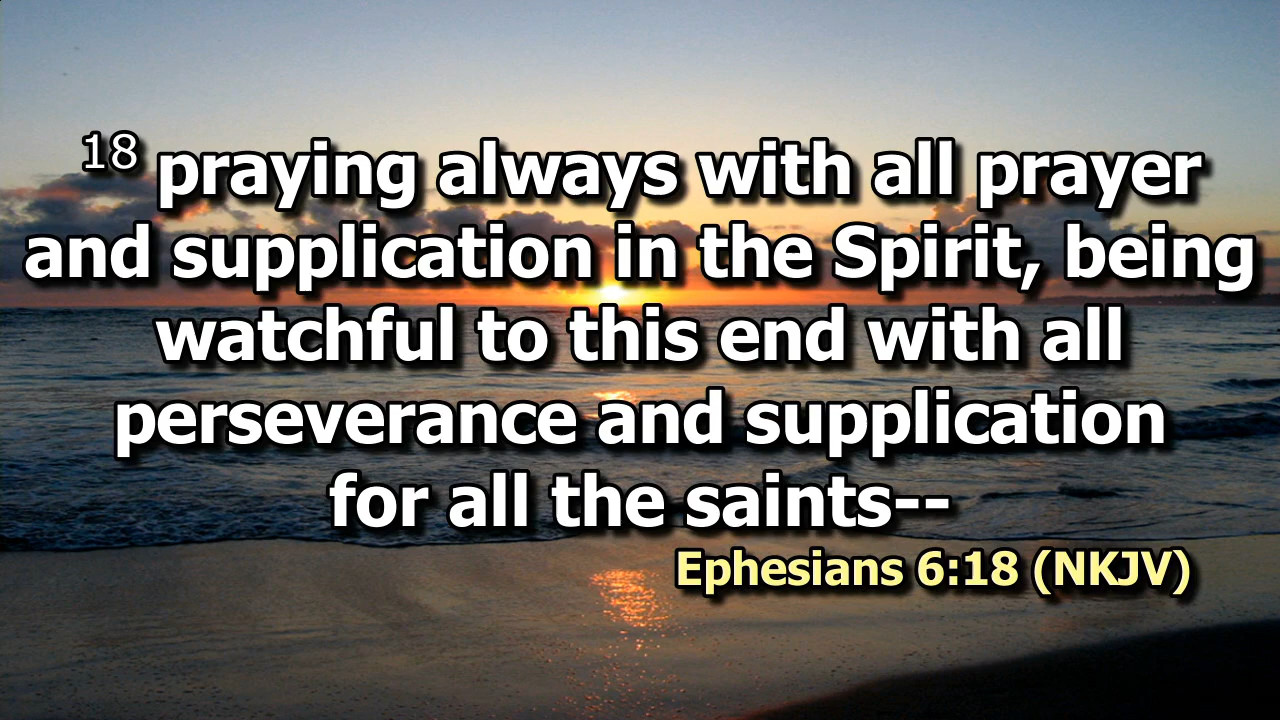 18 praying always with all prayer
and supplication in the Spirit, being
watchful to this end with all
perseverance and supplication
for all the saints--
Ephesians 6:18 (NKJV)